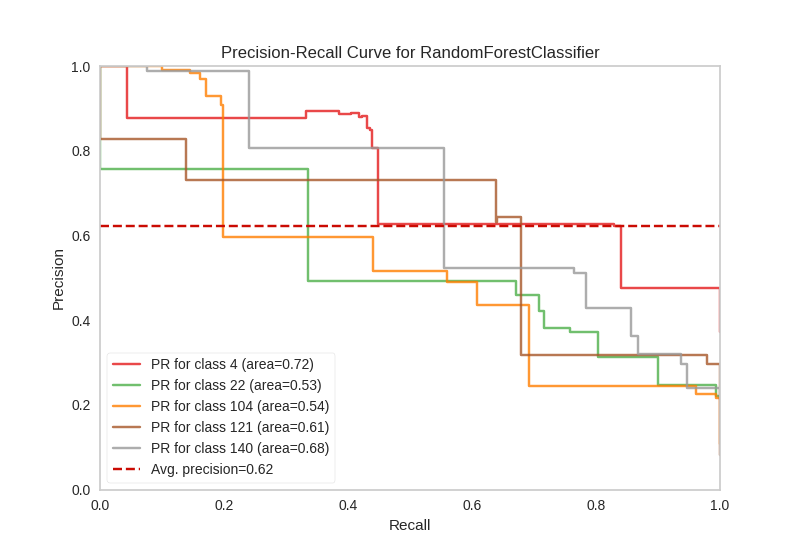 Precision-Recall Curve for RandomForestClassifier
1.0
0.8
0.6
0.4
0.2
0.0
Precision
PR for class 4 (area=0.72)
PR for class 22 (area=0.53)
PR for class 104 (area=0.54)
PR for class 121 (area=0.61)
PR for class 140 (area=0.68)
Avg. precision=0.62
0.0 0.2 0.4 0.6 0.8 1.0
Recall